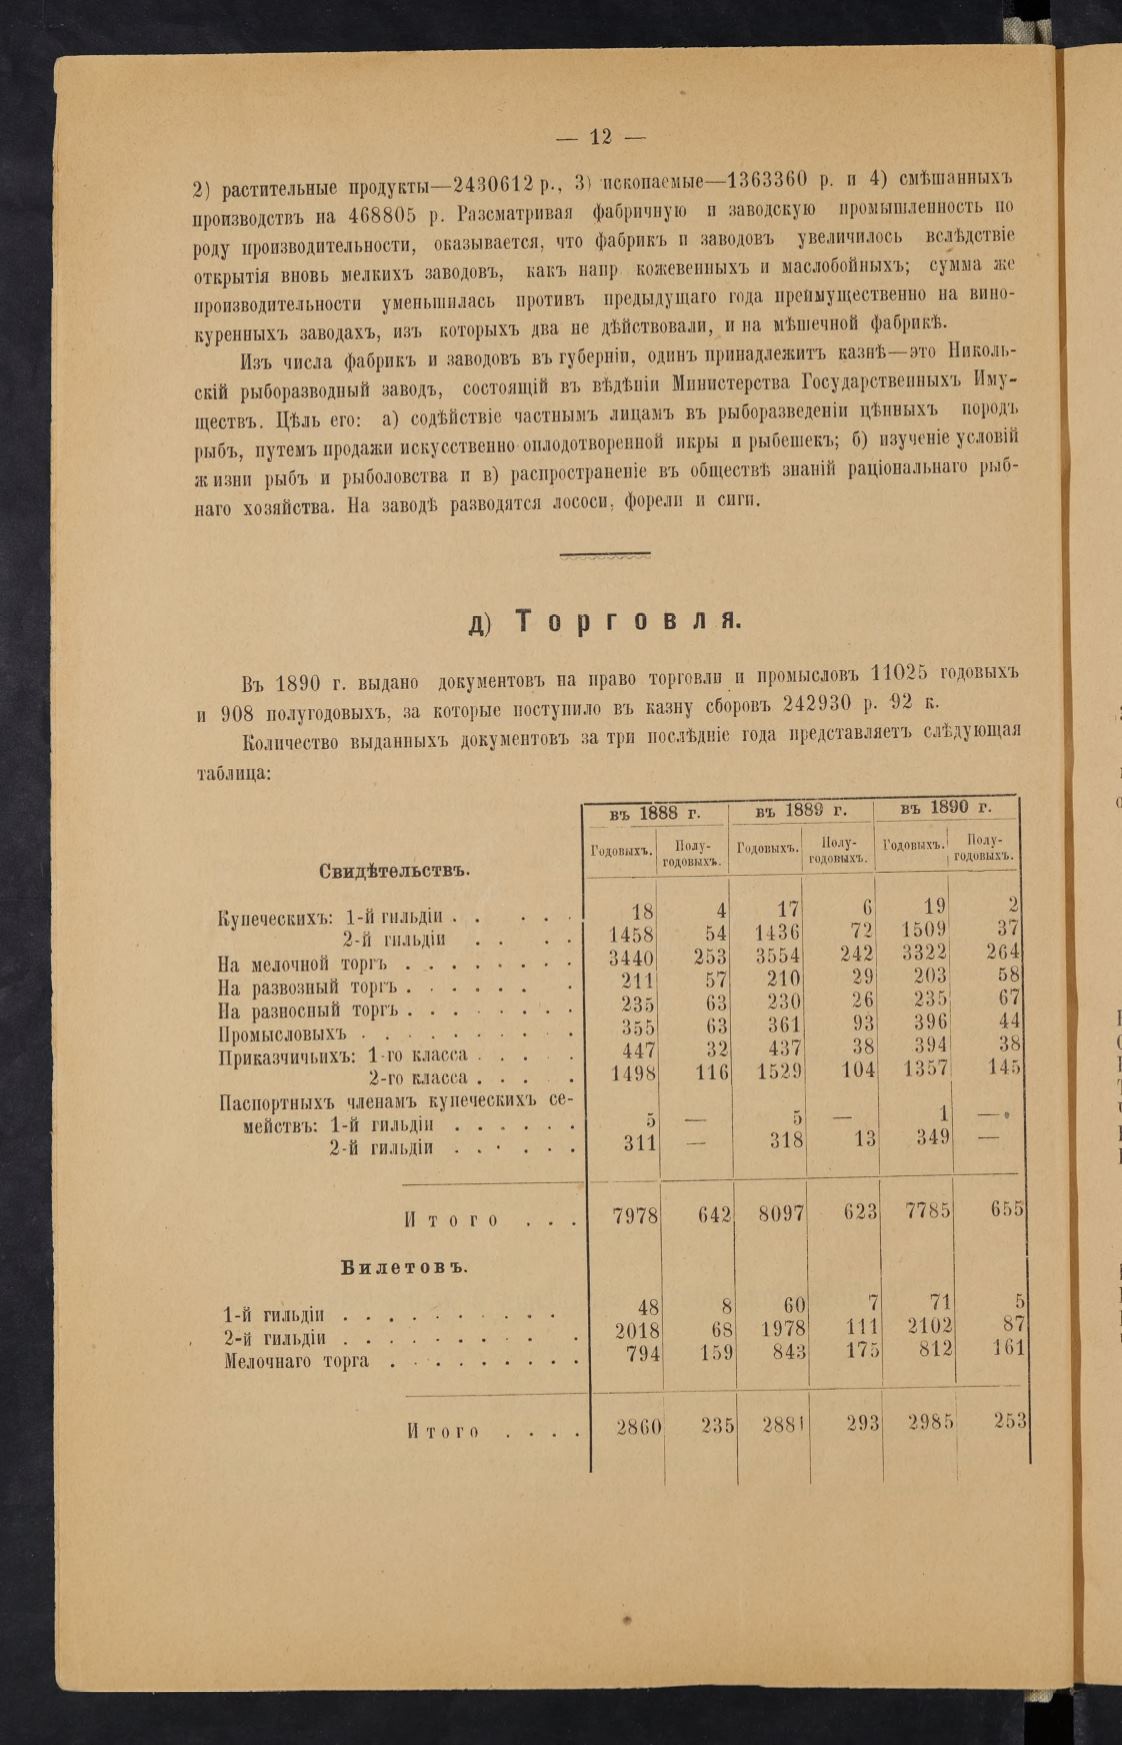 — 12 —
2) растительные продукты—2430612 р., 3) ископаемые—1363360 р. и 4) смѣшанныхъ
производствъ на 468805 р. Разсматривая фабричную и заводскую промышленность по
роду производительности, оказывается, что фабрикъ и заводовъ увеличилось вслѣдствіе
открытія вновь мелкихъ заводовъ, какъ напр кожевенныхъ и маслобойныхъ; сумма же
производительности уменьшилась противъ предыдущаго года преимущественно на вино-
куренныхъ заводахъ, изъ которыхъ два не дѣйствовали, и на мѣшечной фабрикѣ.
Изъ числа фабрикъ и заводовъ въ губерніи, одинъ принадлежитъ казнѣ—это Николь-
скій рыборазводный заводъ, состоящій въ вѣдѣніи Министерства Государственныхъ Иму-
ществъ. Цѣль его: а) содѣйствіе частнымъ лицамъ въ рыборазведеніи цѣнныхъ породъ
рыбъ, путемъ продажи искусственно оплодотворенной икры и рыбешекъ; б) изученіе условій
жизни рыбъ и рыболовства и в) распространеніе въ обществѣ знаній раціональнаго рыб-
наго хозяйства. На заводѣ разводятся лососи, форели и сиги.
д) Торговля.
Въ 1890 г. выдано документовъ на право торговли и промысловъ 11025 годовыхъ
и 908 полугодовыхъ, за которые поступило въ казну сборовъ 242930 р. 92 к.
Количество выданныхъ документовъ за три послѣдніе года представляетъ слѣдующая
таблица:
въ 1888 г. въ 1889 г. въ 1890 г.
Годовыхъ. Полу-годовыхъ. Годовыхъ. Полу-годовыхъ. Годовыхъ. Полу-годовыхъ.
Свидѣтельствъ.
Купеческихъ: 1-й гильдіи . . . . . 18 4 17 6 19 2
2-й гильдіи . . . . 1458 54 1436 72 1509 37
На мелочной торгъ . . . . . . . . 3440 253 3554 242 3322 264
На развозный торгъ . . . . . . . 211 57 210 29 203 58
На разносный торгъ . . . . . . . . 235 63 230 26 235 67
Промысловыхъ . . . . . . . . . 355 63 361 93 396 44
Приказчичьихъ: 1-го класса . . . . . 447 32 437 38 394 38
2-го класса . . . . . 1498 116 1529 104 1357 145
Паспортныхъ членамъ купеческихъ се-
мействъ: 1-й гильдіи . . . . . . 5 — 5 — 1 —
2-й гильдіи . . . . . . 311 — 318 13 349 —
Итого . . . 7978 642 8097 623 7785 655
Билетовъ.
1-й гильдіи . . . . . . . . . . 48 8 60 7 71 5
2-й гильдіи . . . . . . . . . . 2018 68 1978 111 2102 87
Мелочнаго торга . . . . . . . . . 794 159 843 175 812 161
Итого . . . . 2860 235 2881 293 2985 253